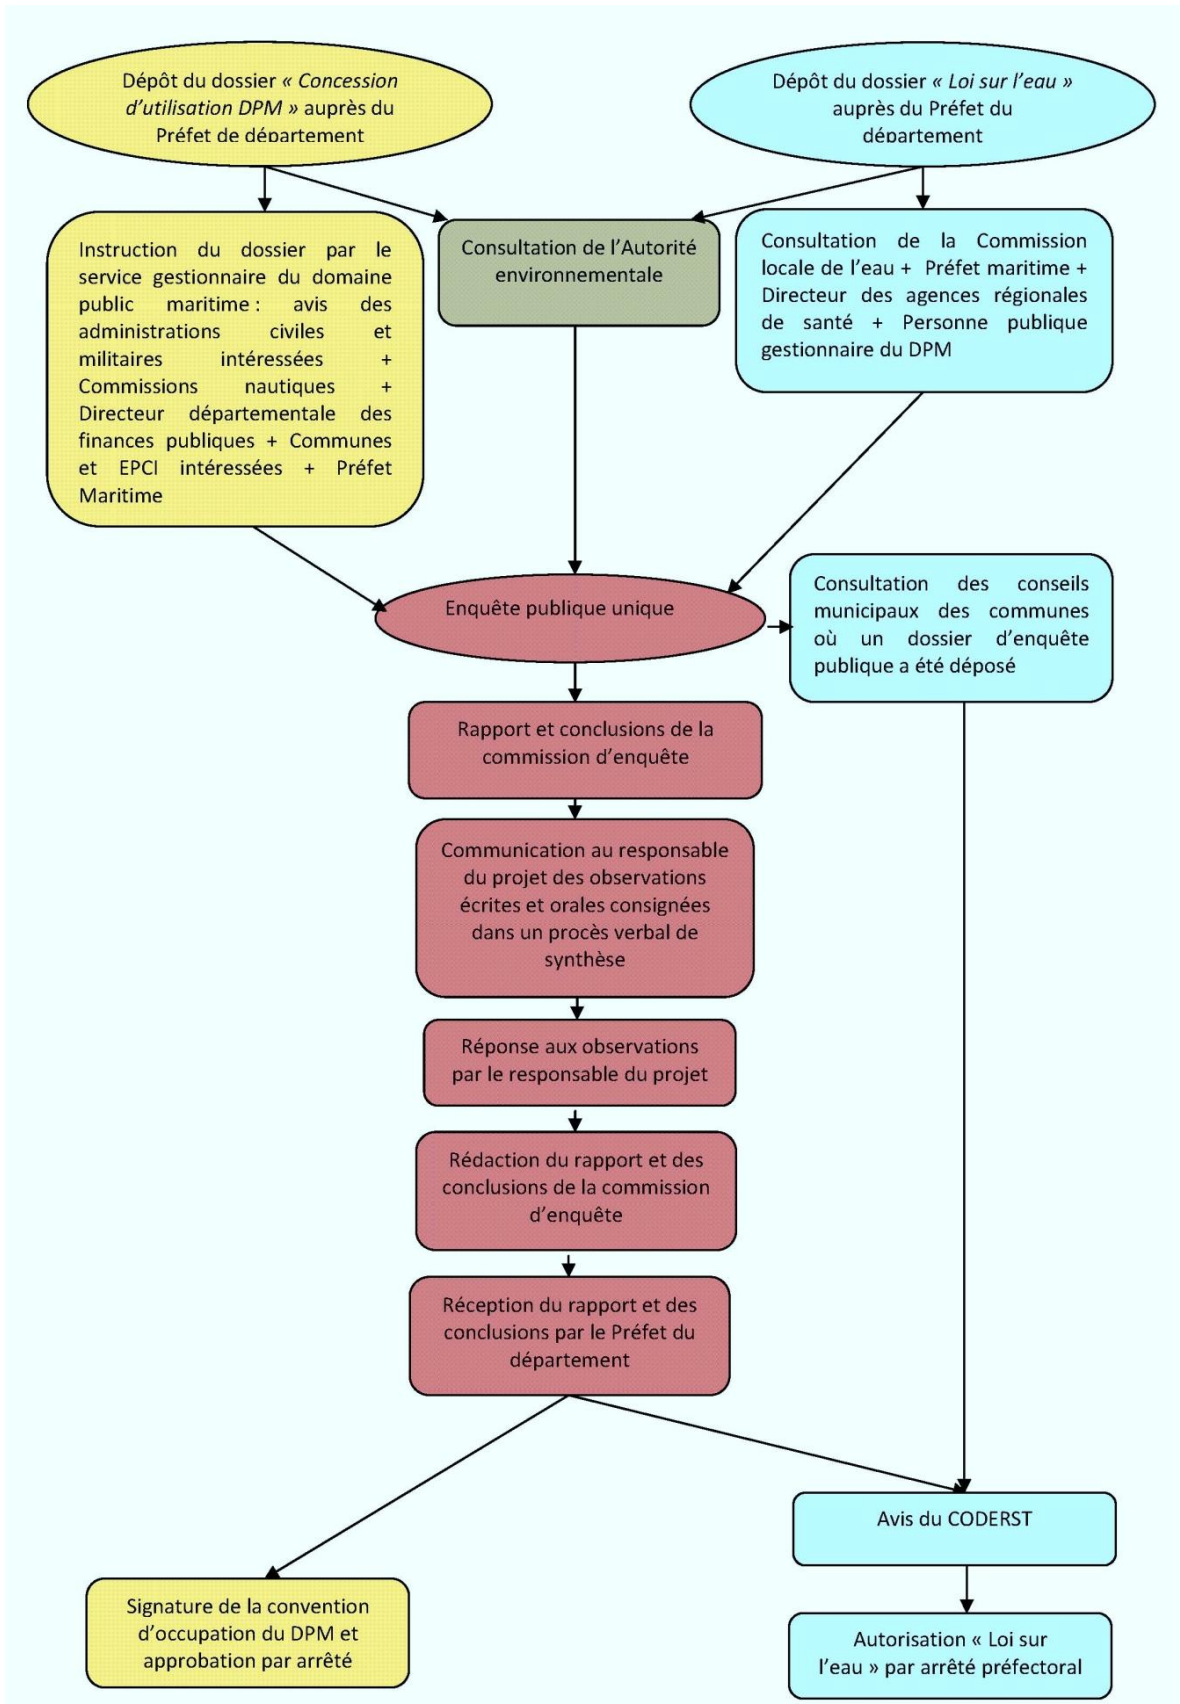 Dépôt du dossier « Concession
d’utilisation DPM » auprès du
Préfet de département
Dépôt du dossier « Loi sur l’eau »
auprès du Préfet du
département
Instruction du dossier par le
service gestionnaire du domaine
public maritime : avis des
administrations civiles et
militaires intéressées +
Commissions nautiques +
Directeur départementale des
finances publiques + Communes
et EPCI intéressées + Préfet
Maritime
Consultation de l’Autorité
environnementale
Consultation de la Commission
locale de l’eau + Préfet maritime +
Directeur des agences régionales
de santé + Personne publique
gestionnaire du DPM
Enquête publique unique
Consultation des conseils
municipaux des communes
où un dossier d’enquête
publique a été déposé
Rapport et conclusions de la
commission d’enquête
Communication au responsable
du projet des observations
écrites et orales consignées
dans un procès verbal de
synthèse
Réponse aux observations
par le responsable du projet
Rédaction du rapport et des
conclusions de la commission
d’enquête
Réception du rapport et des
conclusions par le Préfet du
département
Avis du CODERST
Signature de la convention
d’occupation du DPM et
approbation par arrêté
Autorisation « Loi sur
l’eau » par arrêté préfectoral